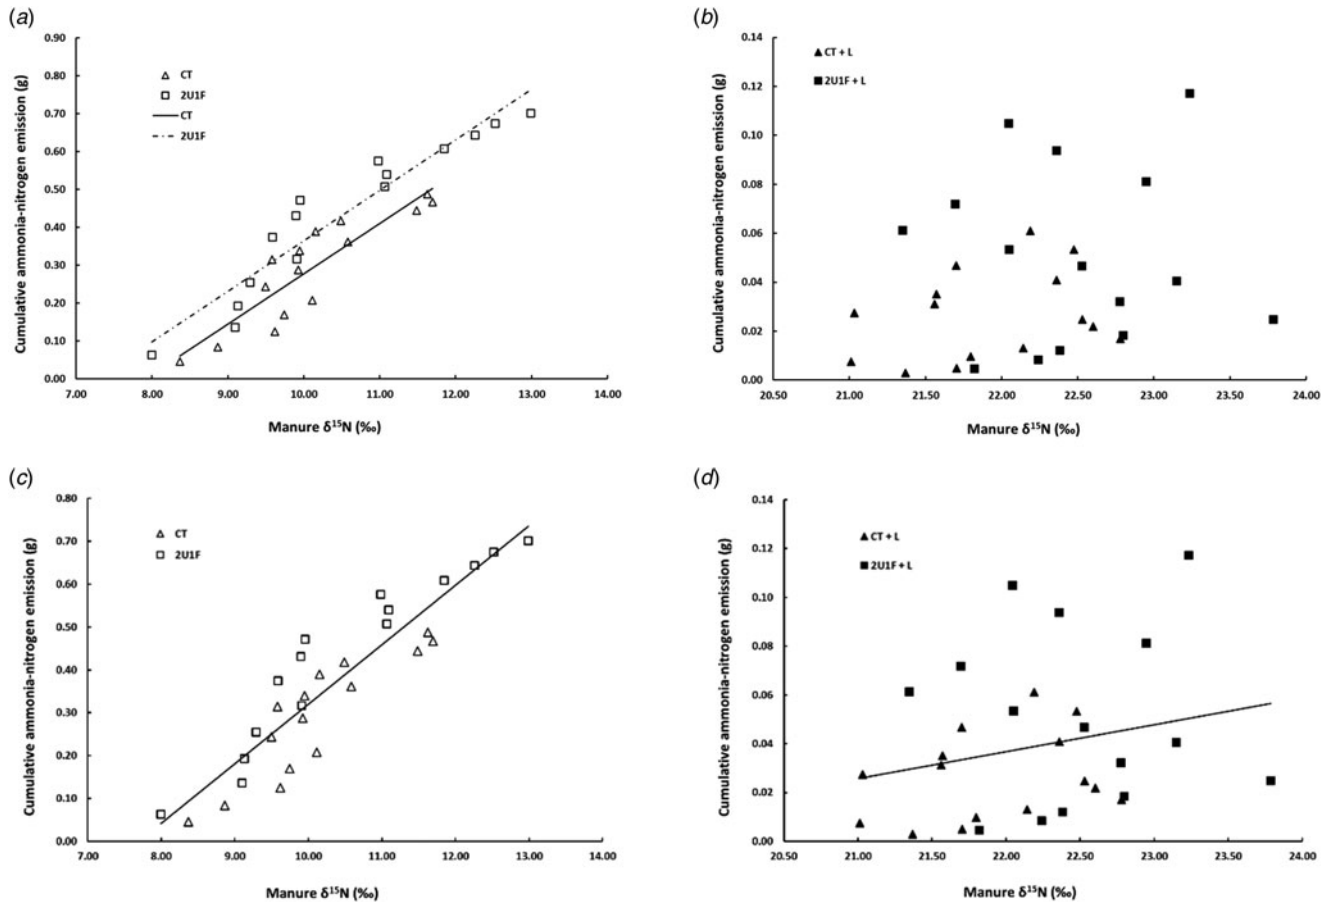 (a)
Cumulative ammonia-nitrogen emission (g)
0.90
0.80
0.70
0.60
0.50
0.40
0.30
0.20
0.10
0.00
CT
2U1F
CT
2U1F
7.00 8.00 9.00 10.00 11.00 12.00 13.00 14.00
Manure δ¹⁵N (‰)
(b)
Cumulative ammonia-nitrogen emission (g)
0.14
0.12
0.10
0.08
0.06
0.04
0.02
0.00
CT + L
2U1F + L
20.50 21.00 21.50 22.00 22.50 23.00 23.50 24.00
Manure δ¹⁵N (‰)
(c)
Cumulative ammonia-nitrogen emission (g)
0.80
0.70
0.60
0.50
0.40
0.30
0.20
0.10
0.00
CT
2U1F
7.00 8.00 9.00 10.00 11.00 12.00 13.00 14.00
Manure δ¹⁵N (‰)
(d)
Cumulative ammonia-nitrogen emission (g)
0.14
0.12
0.10
0.08
0.06
0.04
0.02
0.00
CT + L
2U1F + L
20.50 21.00 21.50 22.00 22.50 23.00 23.50 24.00
Manure δ¹⁵N (‰)